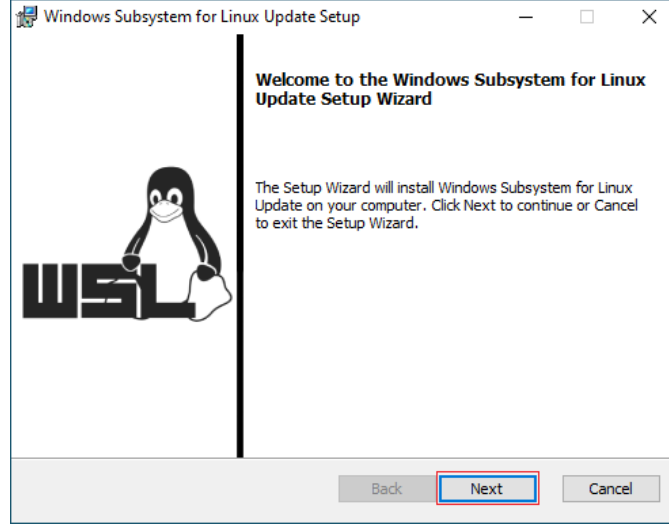 Windows Subsystem for Linux Update Setup
Welcome to the Windows Subsystem for Linux
Update Setup Wizard
The Setup Wizard will install Windows Subsystem for Linux
Update on your computer. Click Next to continue or Cancel
to exit the Setup Wizard.
WSL
Back Next Cancel